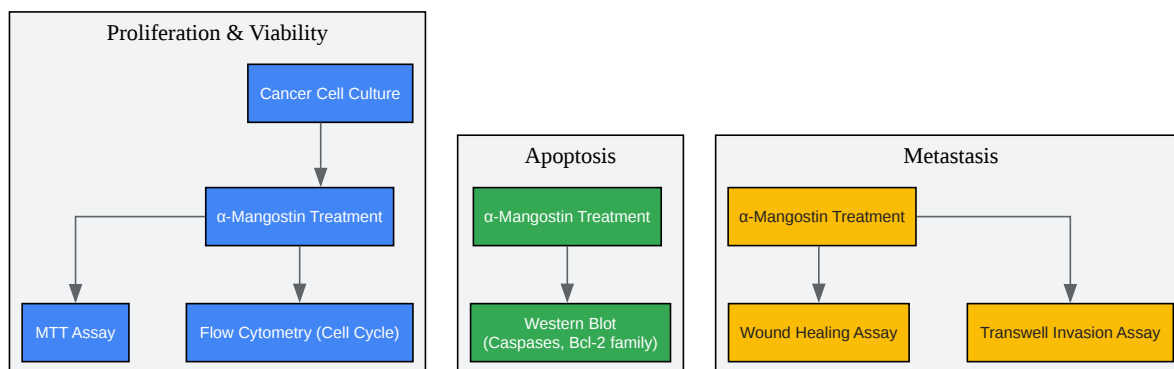 Proliferation & Viability
Cancer Cell Culture
α-Mangostin Treatment
MTT Assay
Flow Cytometry (Cell Cycle)
Apoptosis
α-Mangostin Treatment
Western Blot
(Caspases, Bcl-2 family)
Metastasis
α-Mangostin Treatment
Wound Healing Assay
Transwell Invasion Assay